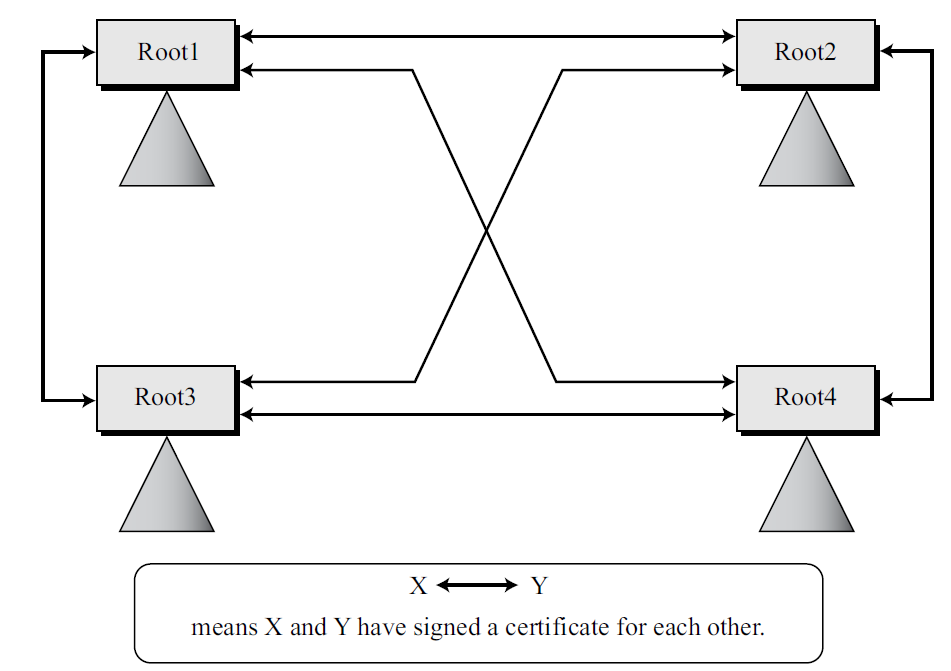 Root1
Root2
Root3
Root4
X Y
means X and Y have signed a certificate for each other.